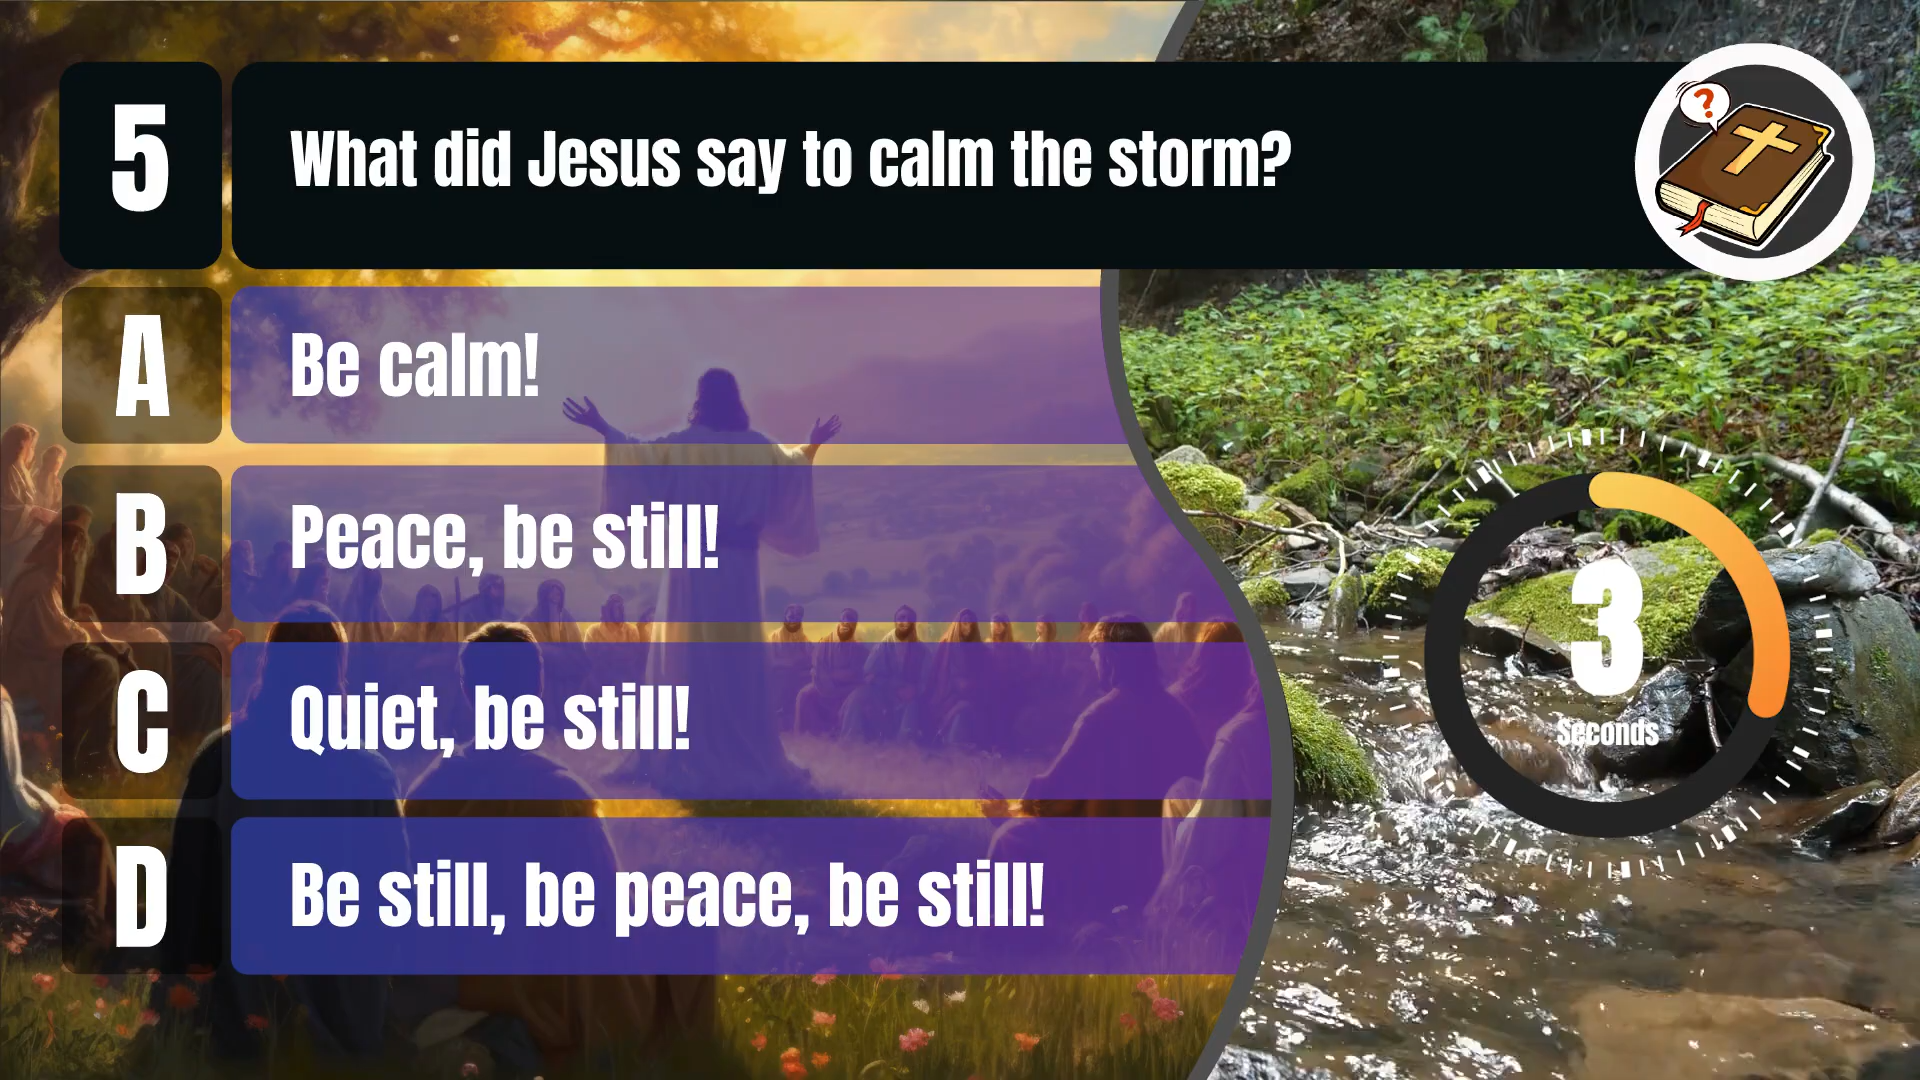 5
What did Jesus say to calm the storm?
?
A
Be calm!
B
Peace, be still!
C
Quiet, be still!
D
Be still, be peace, be still!
3
Seconds